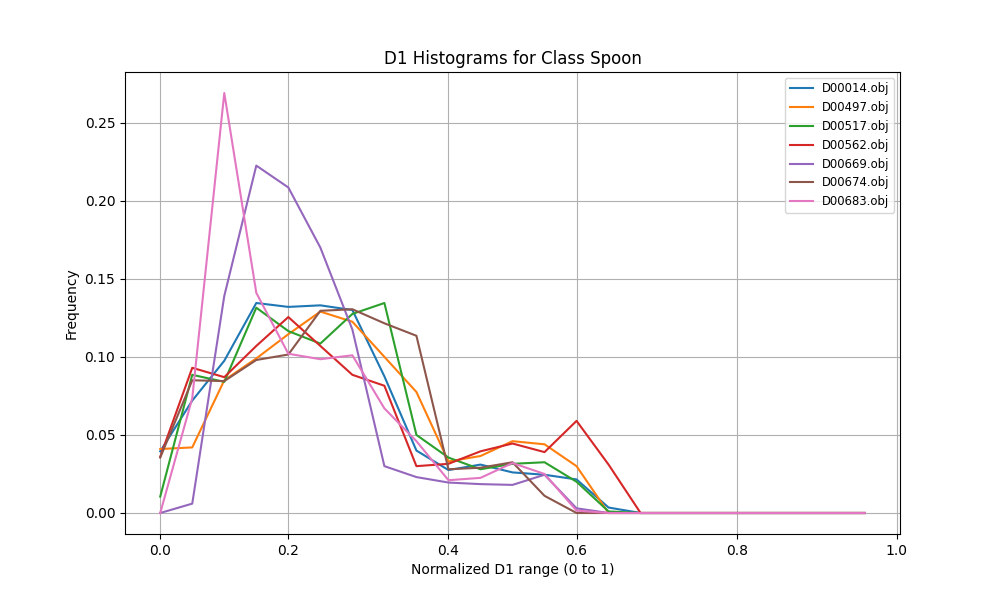 D1 Histograms for Class Spoon
D00014.obj
D00497.obj
D00517.obj
D00562.obj
D00669.obj
D00674.obj
D00683.obj
Frequency
0.25
0.20
0.15
0.10
0.05
0.00
0.0 0.2 0.4 0.6 0.8 1.0
Normalized D1 range (0 to 1)